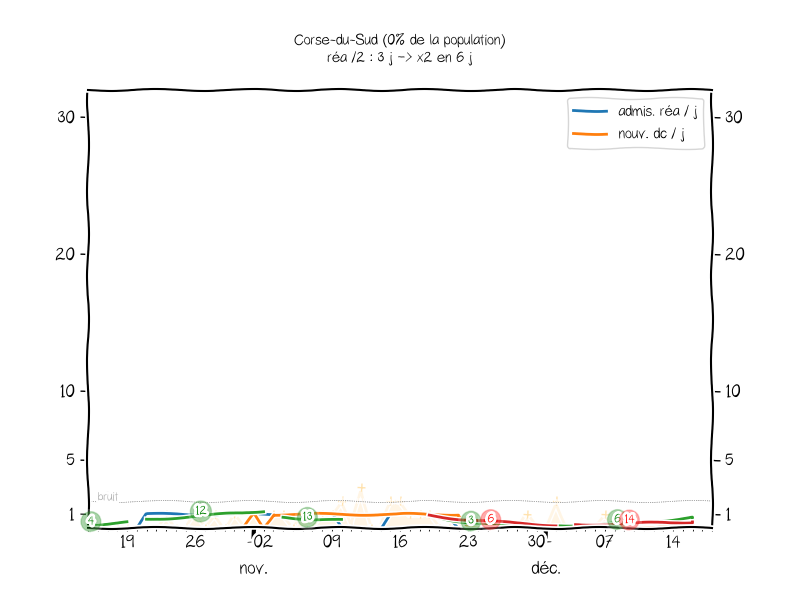 Corse-du-Sud (0% de la population)
réa /2 : 3 j -> x2 en 6 j
admis. réa / j
nouv. dc / j
30 30
20 20
10 10
5 5
bruit
1 1
4 12 13 3 6 6 14
19 26 02 09 16 23 30 07 14
nov. déc.